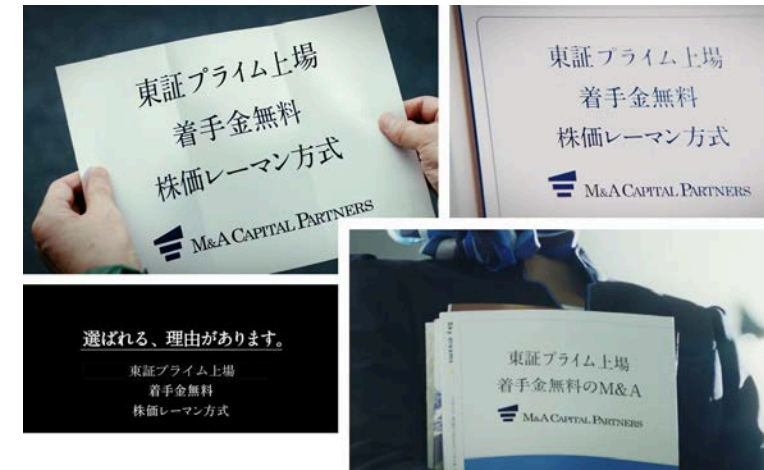 東証プライム上場
着手金無料
株価レーマン方式
M&A CAPITAL PARTNERS
東証プライム上場
着手金無料
株価レーマン方式
M&A CAPITAL PARTNERS
選ばれる、理由があります。
東証プライム上場
着手金無料
株価レーマン方式
東証プライム上場
着手金無料のM&A
M&A CAPITAL PARTNERS